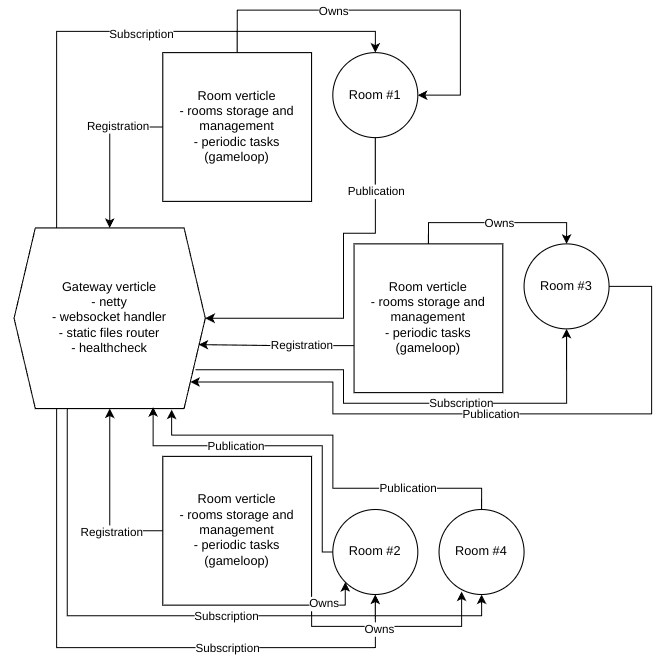 Owns
Subscription
Room verticle
- rooms storage and
management
- periodic tasks
(gameloop)
Room #1
Registration
Publication
Owns
Gateway verticle
- netty
- websocket handler
- static files router
- healthcheck
Room verticle
- rooms storage and
management
- periodic tasks
(gameloop)
Room #3
Registration
Subscription
Publication
Publication
Publication
Room verticle
- rooms storage and
management
- periodic tasks
(gameloop)
Room #2
Room #4
Registration
Owns
Subscription
Owns
Subscription